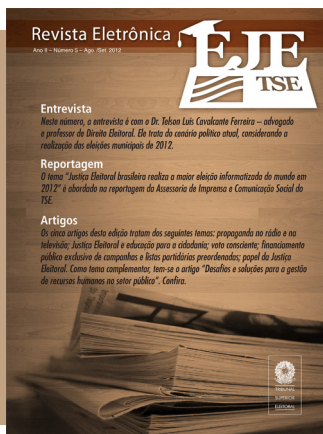 Revista Eletrônica
Ano II – Número 5 – Ago./Set. 2012
EJE
TSE
Entrevista
Neste número, a entrevista é com o Dr. Telson Luís Cavalcante Ferreira – advogado
e professor de Direito Eleitoral. Ele trata do cenário político atual, considerando a
realização das eleições municipais de 2012.
Reportagem
O tema “Justiça Eleitoral brasileira realiza a maior eleição informatizada do mundo em
2012” é abordado na reportagem da Assessoria de Imprensa e Comunicação Social do
TSE.
Artigos
Os cinco artigos desta edição tratam dos seguintes temas: propaganda no rádio e na
televisão; Justiça Eleitoral e educação para a cidadania; voto consciente; financiamento
público exclusivo de campanhas e listas partidárias preordenadas; papel da Justiça
Eleitoral. Como tema complementar, tem-se o artigo “Desafios e soluções para a gestão
de recursos humanos no setor público”. Confira.
TRIBUNAL
SUPERIOR
ELEITORAL